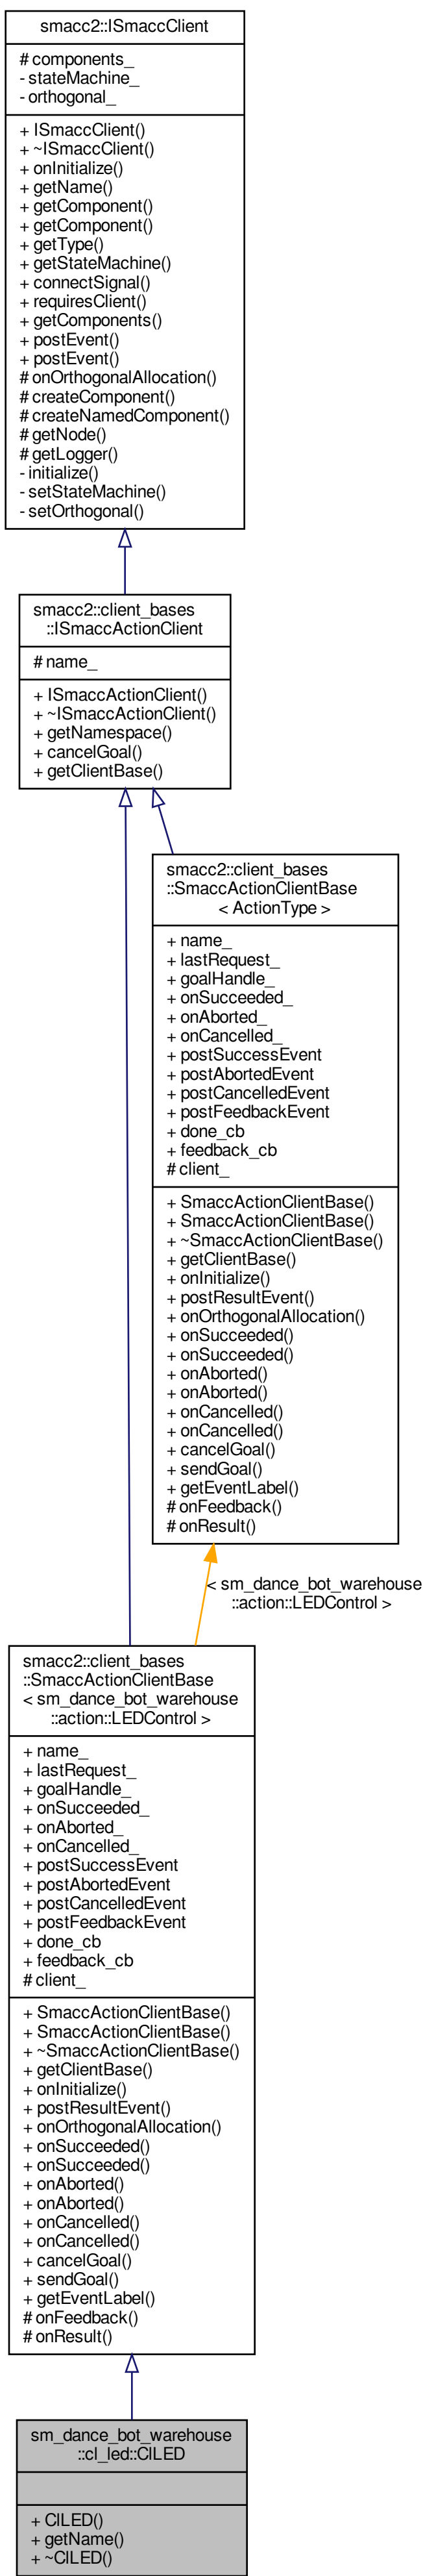 smacc2::ISmaccClient
# components_
- stateMachine_
- orthogonal_
+ ISmaccClient()
+ ~ISmaccClient()
+ onInitialize()
+ getName()
+ getComponent()
+ getComponent()
+ getType()
+ getStateMachine()
+ connectSignal()
+ requiresClient()
+ getComponents()
+ postEvent()
+ postEvent()
# onOrthogonalAllocation()
# createComponent()
# createNamedComponent()
# getNode()
# getLogger()
- initialize()
- setStateMachine()
- setOrthogonal()
smacc2::client_bases
::ISmaccActionClient
# name_
+ ISmaccActionClient()
+ ~ISmaccActionClient()
+ getNamespace()
+ cancelGoal()
+ getClientBase()
smacc2::client_bases
::SmaccActionClientBase
< ActionType >
+ name_
+ lastRequest_
+ goalHandle_
+ onSucceeded_
+ onAborted_
+ onCancelled_
+ postSuccessEvent
+ postAbortedEvent
+ postCancelledEvent
+ postFeedbackEvent
+ done_cb
+ feedback_cb
# client_
+ SmaccActionClientBase()
+ SmaccActionClientBase()
+ ~SmaccActionClientBase()
+ getClientBase()
+ onInitialize()
+ postResultEvent()
+ onOrthogonalAllocation()
+ onSucceeded()
+ onSucceeded()
+ onAborted()
+ onAborted()
+ onCancelled()
+ onCancelled()
+ cancelGoal()
+ sendGoal()
+ getEventLabel()
# onFeedback()
# onResult()
< sm_dance_bot_warehouse
::action::LEDControl >
smacc2::client_bases
::SmaccActionClientBase
< sm_dance_bot_warehouse
::action::LEDControl >
+ name_
+ lastRequest_
+ goalHandle_
+ onSucceeded_
+ onAborted_
+ onCancelled_
+ postSuccessEvent
+ postAbortedEvent
+ postCancelledEvent
+ postFeedbackEvent
+ done_cb
+ feedback_cb
# client_
+ SmaccActionClientBase()
+ SmaccActionClientBase()
+ ~SmaccActionClientBase()
+ getClientBase()
+ onInitialize()
+ postResultEvent()
+ onOrthogonalAllocation()
+ onSucceeded()
+ onSucceeded()
+ onAborted()
+ onAborted()
+ onCancelled()
+ onCancelled()
+ cancelGoal()
+ sendGoal()
+ getEventLabel()
# onFeedback()
# onResult()
sm_dance_bot_warehouse
::cl_led::ClLED
+ ClLED()
+ getName()
+ ~ClLED()